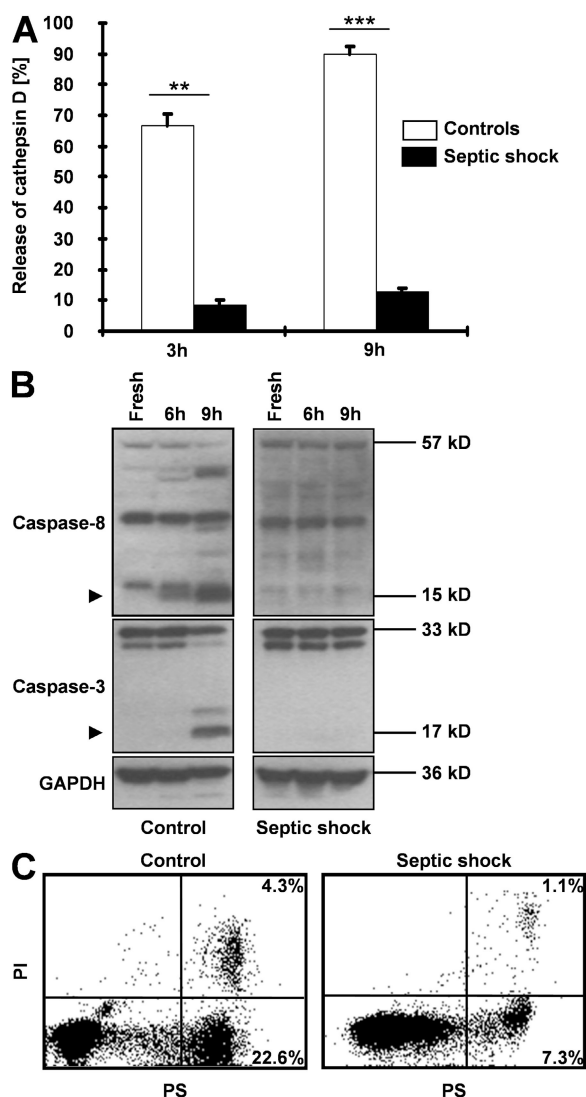 A
Release of cathepsin D [%]
100
90
80
70
60
50
40
30
20
10
0
**
***
3h
9h
Controls
Septic shock
B
Fresh 6h 9h Fresh 6h 9h
57 kD
Caspase-8
15 kD
33 kD
Caspase-3
17 kD
GAPDH
36 kD
Control Septic shock
C
Control Septic shock
4.3% 1.1%
PI
22.6% 7.3%
PS PS